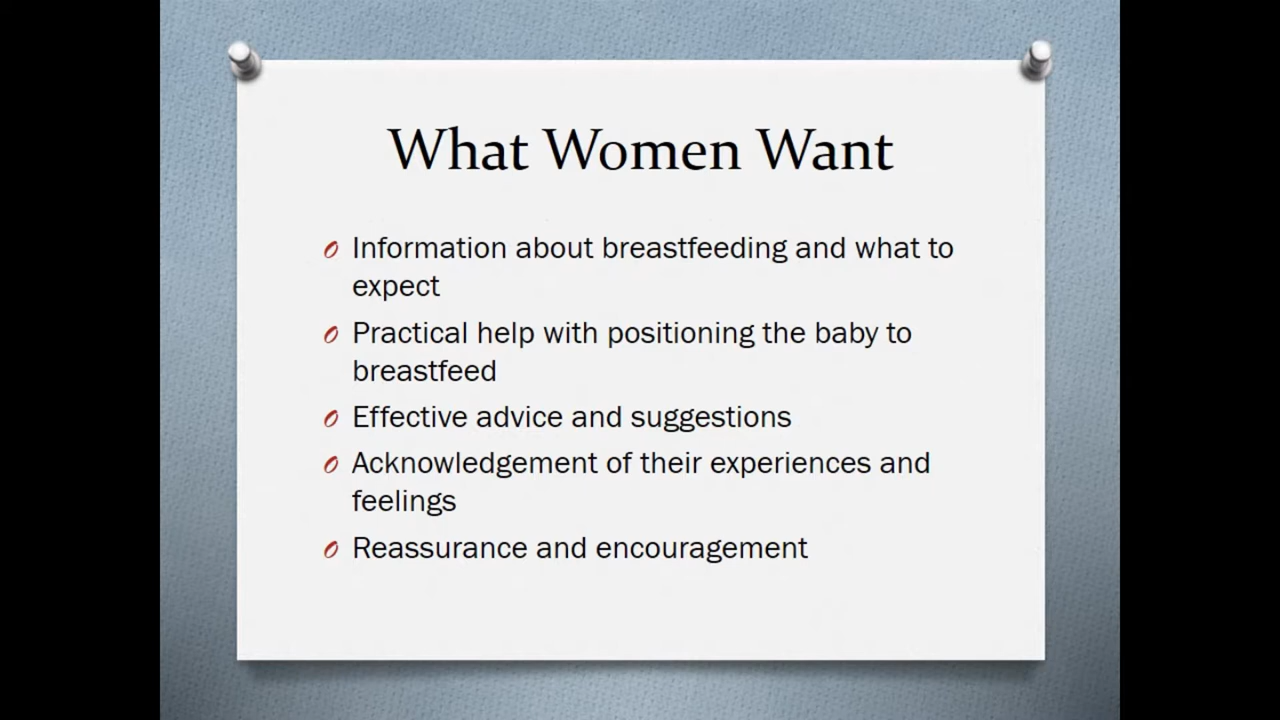 What Women Want
Information about breastfeeding and what to
expect
Practical help with positioning the baby to
breastfeed
Effective advice and suggestions
Acknowledgement of their experiences and
feelings
Reassurance and encouragement